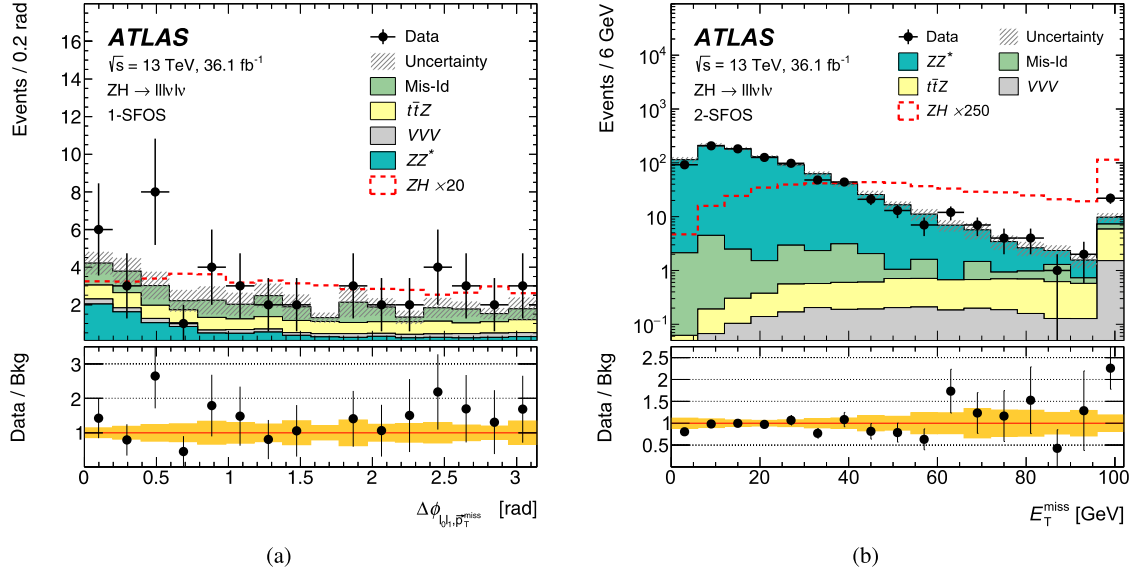 ATLAS
√s = 13 TeV, 36.1 fb⁻¹
ZH → lllνlν
1-SFOS
Data
Uncertainty
Mis-Id
tt̄Z
VVV
ZZ*
ZH ×20
Events / 0.2 rad
16
14
12
10
8
6
4
2
Data / Bkg
3
2
1
0 0.5 1 1.5 2 2.5 3
Δϕ l₀l₁,p⃗ᴛᵐⁱˢˢ [rad]
(a)
ATLAS
√s = 13 TeV, 36.1 fb⁻¹
ZH → lllνlν
2-SFOS
Data
ZZ*
tt̄Z
ZH ×250
Uncertainty
Mis-Id
VVV
Events / 6 GeV
10⁴
10³
10²
10
1
10⁻¹
Data / Bkg
2.5
2
1.5
1
0.5
0 20 40 60 80 100
Eᴛᵐⁱˢˢ [GeV]
(b)